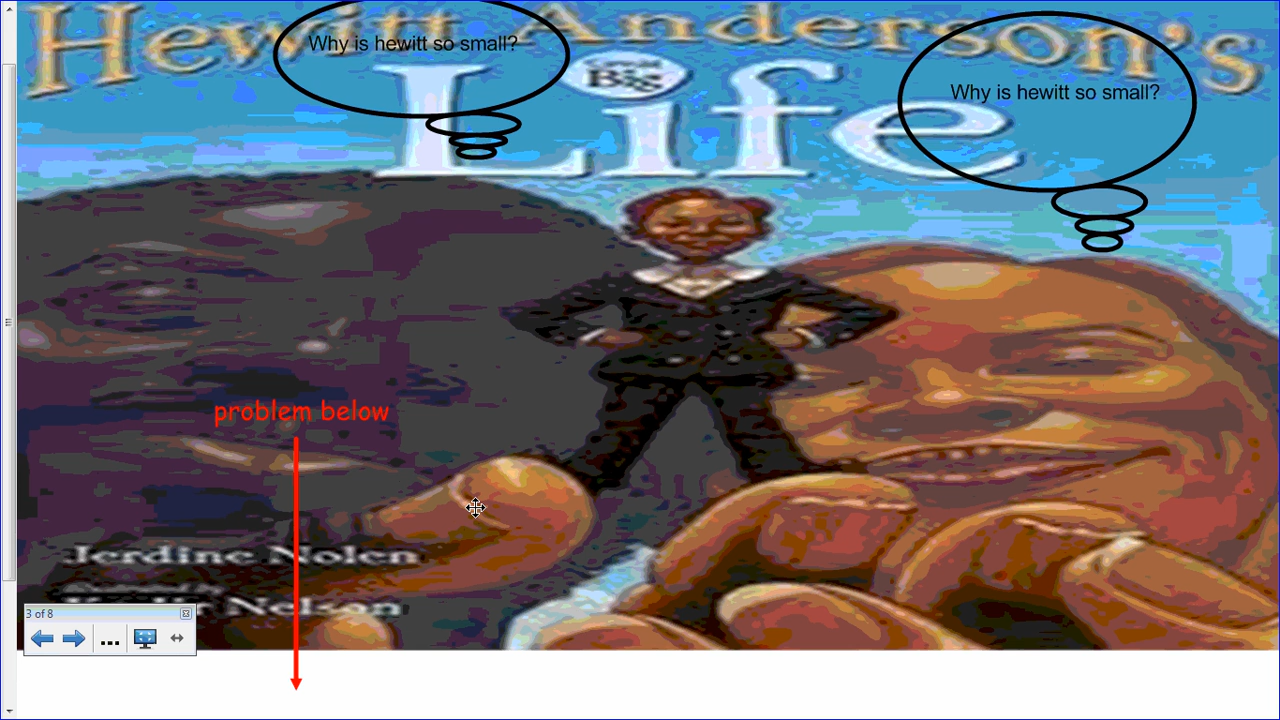 Hewitt Anderson's
Why is hewitt so small?
Big
Why is hewitt so small?
Life
problem below
Jerdine Nolen
Nelson
3 of 8
...